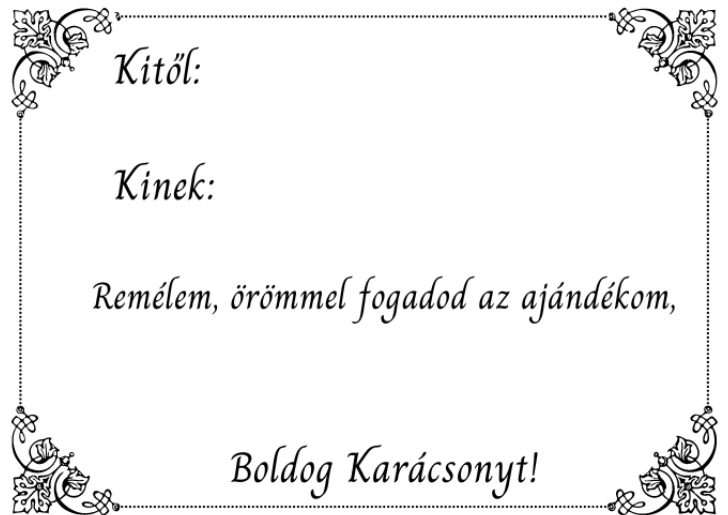 Kitől:
Kinek:
Remélem, örömmel fogadod az ajándékom,
Boldog Karácsonyt!